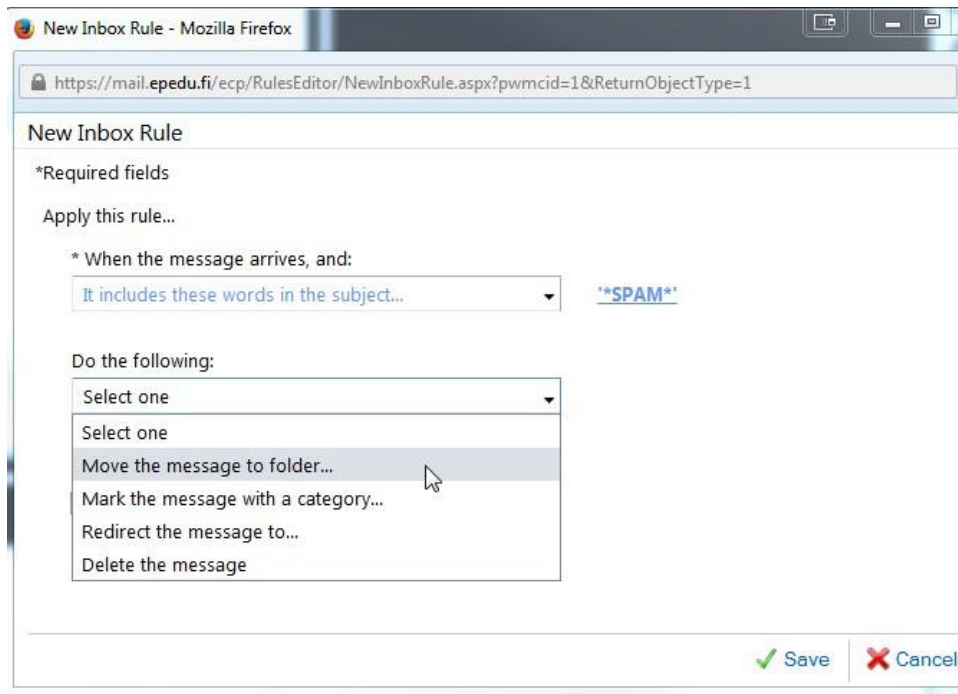 New Inbox Rule - Mozilla Firefox
https://mail.epedu.fi/ecp/RulesEditor/NewInboxRule.aspx?pwmcid=1&ReturnObjectType=1
New Inbox Rule
*Required fields
Apply this rule...
* When the message arrives, and:
It includes these words in the subject... '*SPAM*'
Do the following:
Select one
Select one
Move the message to folder...
Mark the message with a category...
Redirect the message to...
Delete the message
Save Cancel